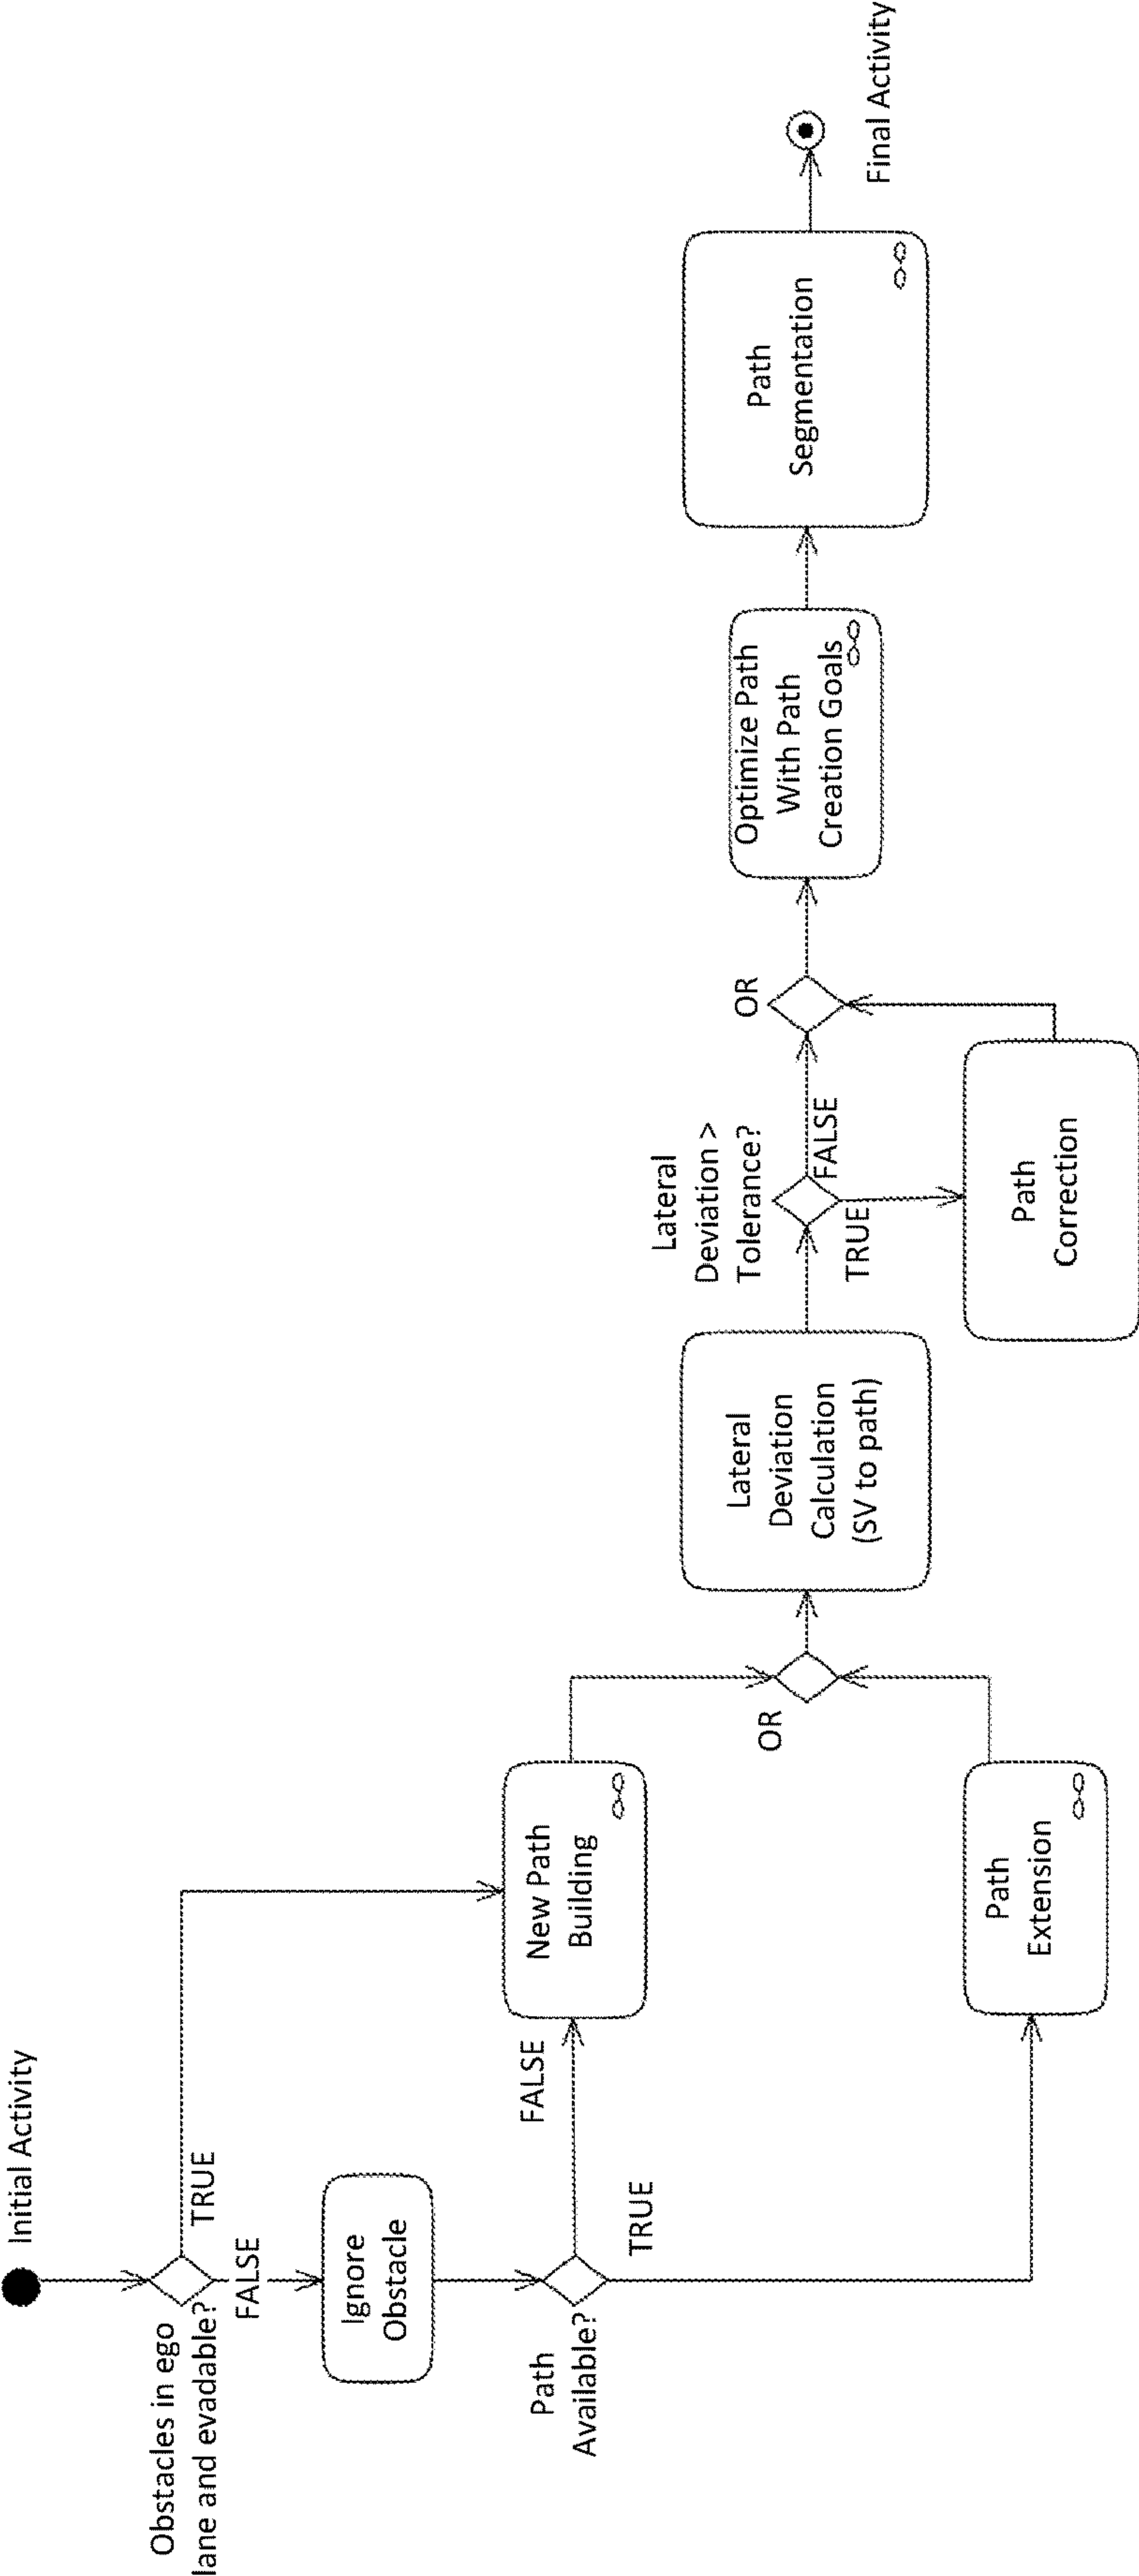 Initial Activity
Obstacles in ego
lane and evadable?
TRUE
FALSE
Ignore
Obstacle
Path
Available?
FALSE
TRUE
New Path
Building
Path
Extension
OR
Lateral
Deviation
Calculation
(SV to path)
Lateral
Deviation >
Tolerance?
TRUE
FALSE
Path
Correction
OR
Optimize Path
With Path
Creation Goals
Path
Segmentation
Final Activity